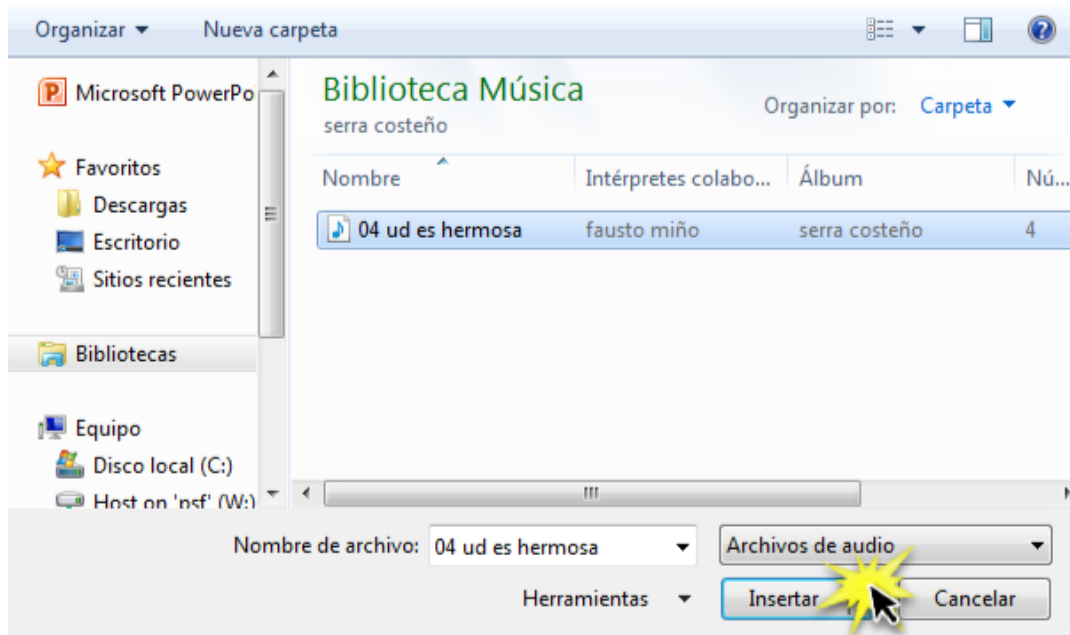 Organizar Nueva carpeta
Microsoft PowerPo
Favoritos
Descargas
Escritorio
Sitios recientes
Bibliotecas
Equipo
Disco local (C:)
Host on 'psf' (W:)
Biblioteca Música
serra costeño
Organizar por: Carpeta
Nombre Intérpretes colabo... Álbum Nú...
04 ud es hermosa fausto miño serra costeño 4
Nombre de archivo: 04 ud es hermosa Archivos de audio
Herramientas Insertar Cancelar